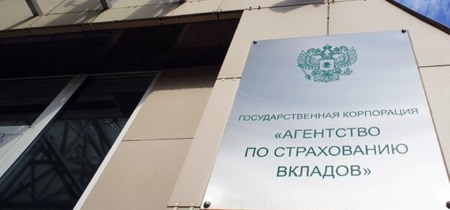 ГОСУДАРСТВЕННАЯ КОРПОРАЦИЯ
«АГЕНТСТВО
ПО СТРАХОВАНИЮ
ВКЛАДОВ»